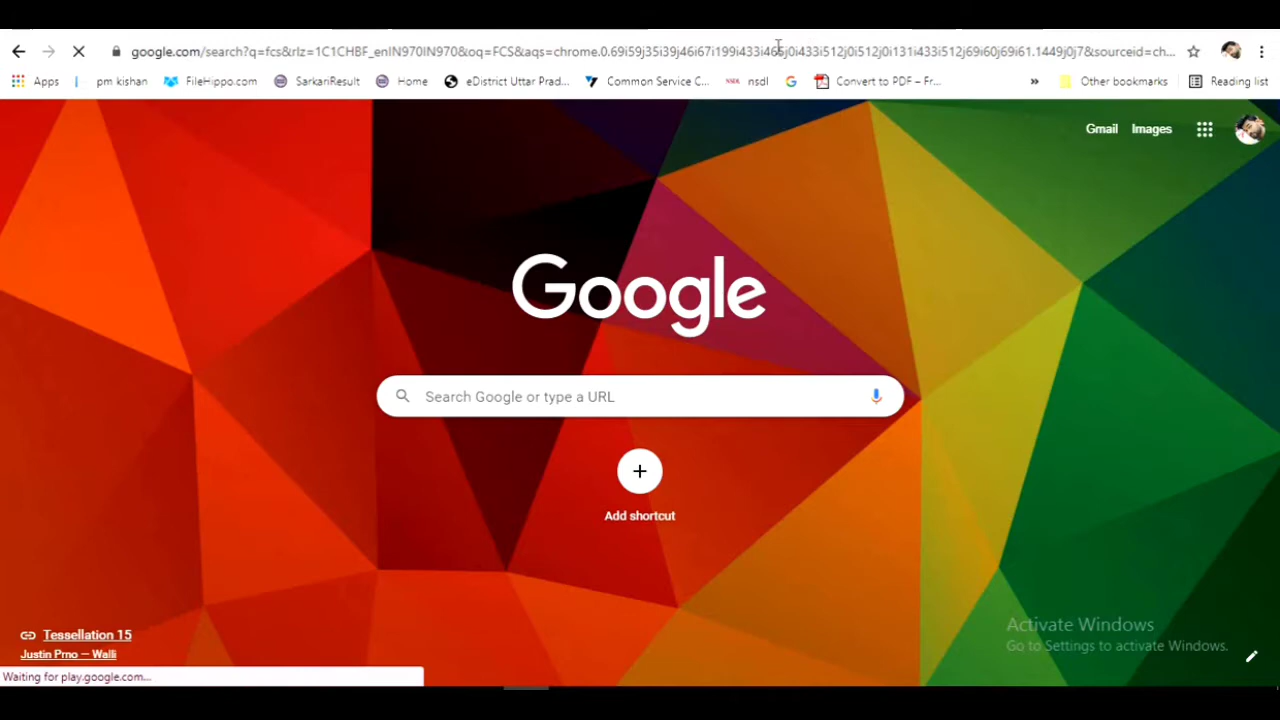 google.com/search?q=fcs&rlz=1C1CHBF_enIN970IN970&oq=FCS&aqs=chrome.0.69i59j35i39j46i67i199i433i465j0i433i512j0i512j0i131i433i512j69i60j69i61.1449j0j7&sourceid=ch...
Apps pm kishan FileHippo.com SarkariResult Home eDistrict Uttar Prad... Common Service C... NSDL nsdl G Convert to PDF – Fr... » Other bookmarks Reading list
Gmail Images
Google
Search Google or type a URL
Add shortcut
Activate Windows
Go to Settings to activate Windows.
Tessellation 15
Justin Prno — Walli
Waiting for play.google.com...